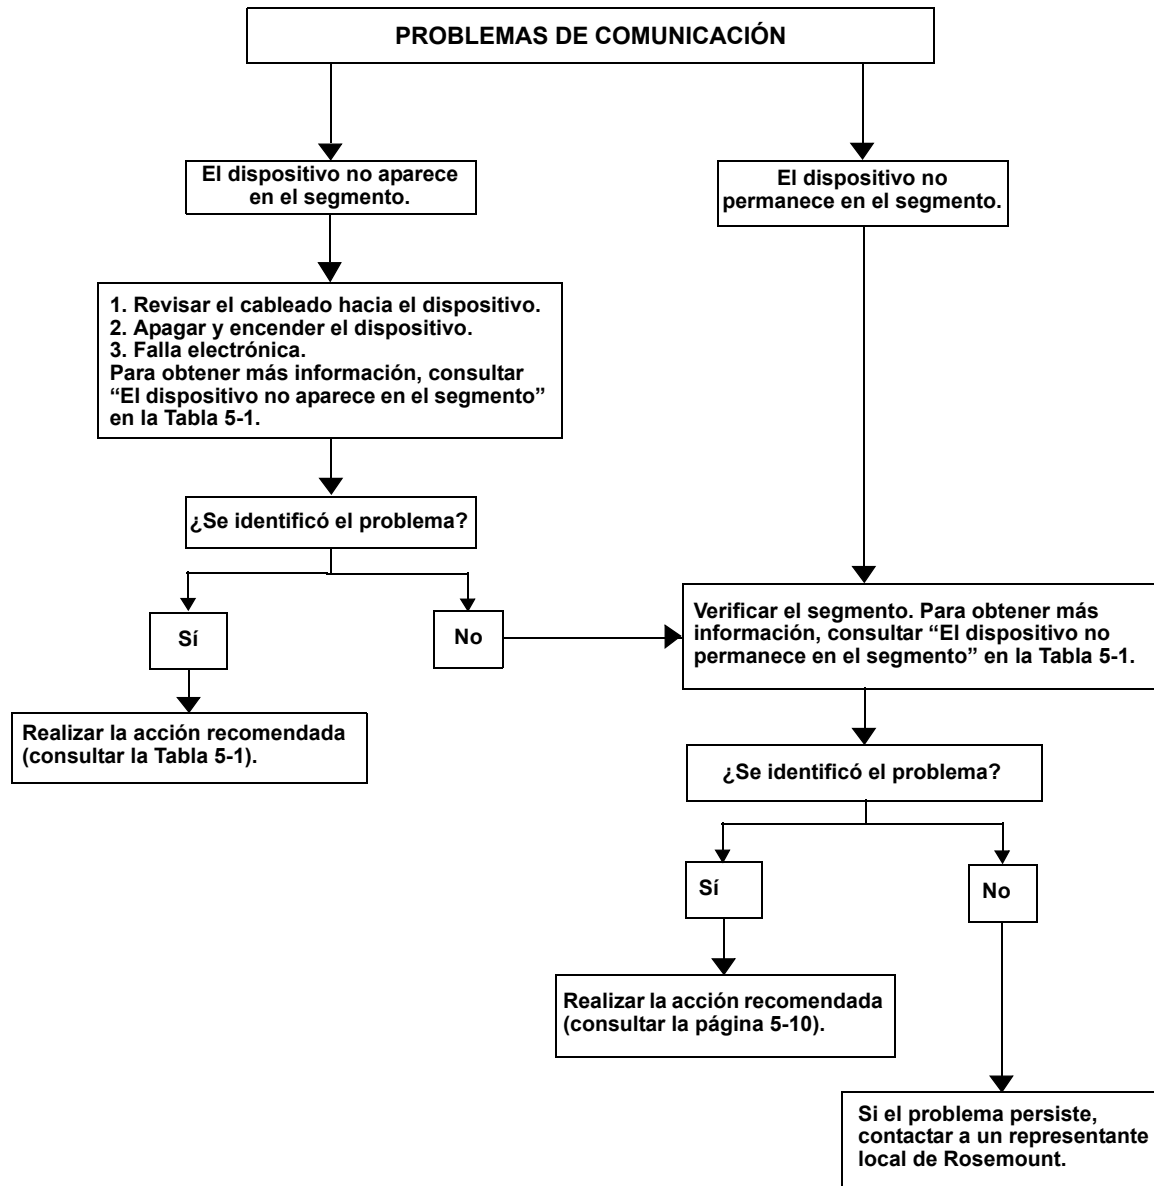 PROBLEMAS DE COMUNICACIÓN
El dispositivo no aparece
en el segmento.
El dispositivo no
permanece en el segmento.
1. Revisar el cableado hacia el dispositivo.
2. Apagar y encender el dispositivo.
3. Falla electrónica.
Para obtener más información, consultar
“El dispositivo no aparece en el segmento”
en la Tabla 5-1.
¿Se identificó el problema?
Sí
No
Verificar el segmento. Para obtener más
información, consultar “El dispositivo no
permanece en el segmento” en la Tabla 5-1.
Realizar la acción recomendada
(consultar la Tabla 5-1).
¿Se identificó el problema?
Sí
No
Realizar la acción recomendada
(consultar la página 5-10).
Si el problema persiste,
contactar a un representante
local de Rosemount.